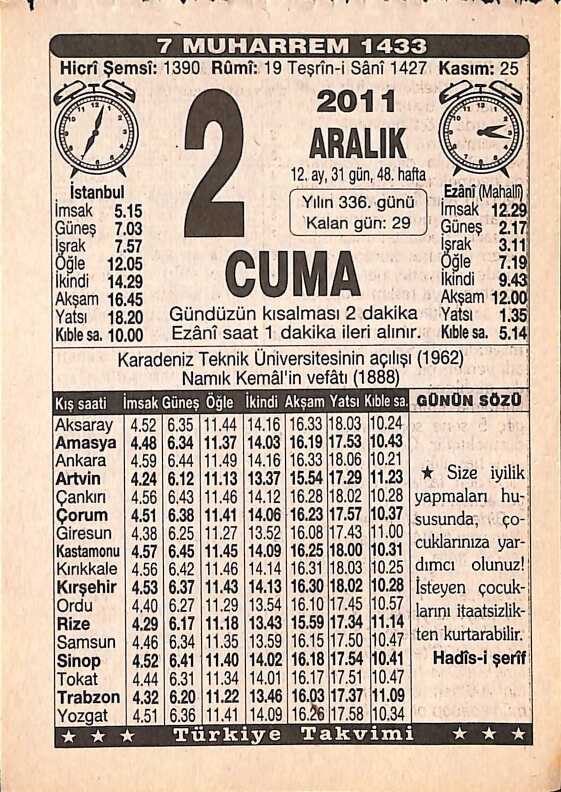 7 MUHARREM 1433
Hicrî Şemsî: 1390 Rûmî: 19 Teşrîn-i Sânî 1427 Kasım: 25
2
2011
ARALIK
12. ay, 31 gün, 48. hafta
Yılın 336. günü
Kalan gün: 29
CUMA
Gündüzün kısalması 2 dakika
Ezânî saat 1 dakika ileri alınır.
İstanbul
İmsak 5.15
Güneş 7.03
İşrak 7.57
Öğle 12.05
İkindi 14.29
Akşam 16.45
Yatsı 18.20
Kıble sa. 10.00
Ezânî (Mahallî)
İmsak 12.29
Güneş 2.17
İşrak 3.11
Öğle 7.19
İkindi 9.43
Akşam 12.00
Yatsı 1.35
Kıble sa. 5.14
Karadeniz Teknik Üniversitesinin açılışı (1962)
Namık Kemâl'in vefâtı (1888)
Kış saati İmsak Güneş Öğle İkindi Akşam Yatsı Kıble sa.
Aksaray 4.52 6.35 11.44 14.16 16.33 18.03 10.24
Amasya 4.48 6.34 11.37 14.03 16.19 17.53 10.43
Ankara 4.59 6.44 11.49 14.16 16.33 18.06 10.21
Artvin 4.24 6.12 11.13 13.37 15.54 17.29 11.23
Çankırı 4.56 6.43 11.46 14.12 16.28 18.02 10.28
Çorum 4.51 6.38 11.41 14.06 16.23 17.57 10.37
Giresun 4.38 6.25 11.27 13.52 16.08 17.43 11.00
Kastamonu 4.57 6.45 11.45 14.09 16.25 18.00 10.31
Kırıkkale 4.56 6.42 11.46 14.14 16.31 18.03 10.25
Kırşehir 4.53 6.37 11.43 14.13 16.30 18.02 10.28
Ordu 4.40 6.27 11.29 13.54 16.10 17.45 10.57
Rize 4.29 6.17 11.18 13.43 15.59 17.34 11.14
Samsun 4.46 6.34 11.35 13.59 16.15 17.50 10.47
Sinop 4.52 6.41 11.40 14.02 16.18 17.54 10.41
Tokat 4.44 6.31 11.34 14.01 16.17 17.51 10.47
Trabzon 4.32 6.20 11.22 13.46 16.03 17.37 11.09
Yozgat 4.51 6.36 11.41 14.09 16.26 17.58 10.34
GÜNÜN SÖZÜ
★ Size iyilik
yapmaları hu-
susunda, ço-
cuklarınıza yar-
dımcı olunuz!
İsteyen çocuk-
larını itaatsizlik-
ten kurtarabilir.
Hadîs-i şerîf
★ ★ ★ Türkiye Takvimi ★ ★ ★